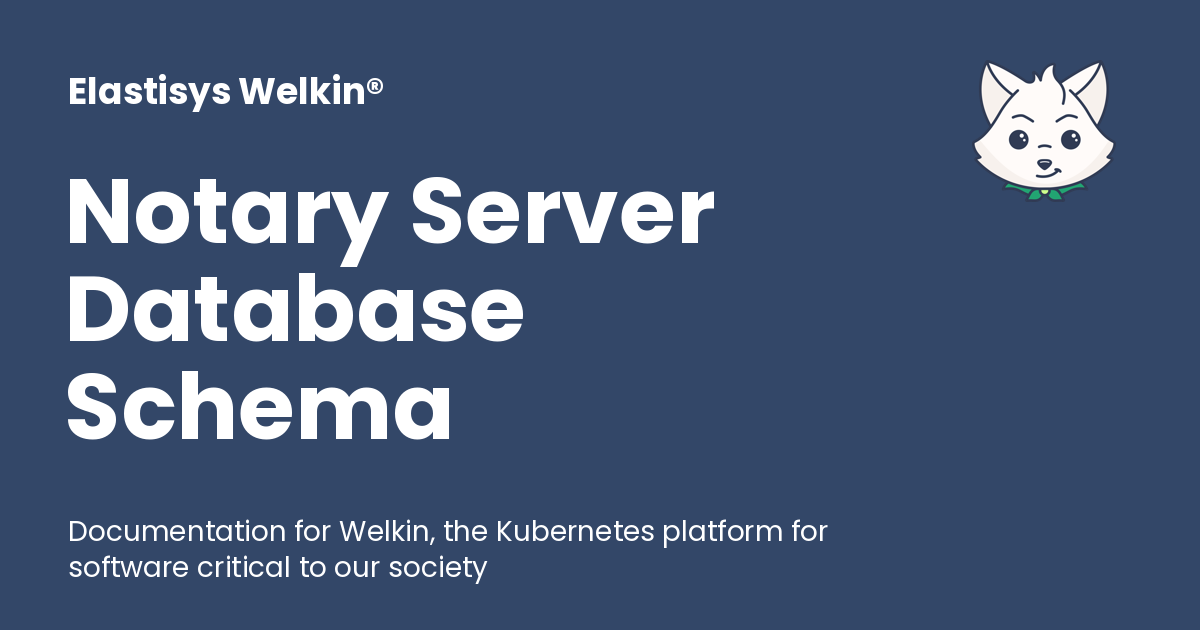 Elastisys Welkin®
Notary Server
Database
Schema
Documentation for Welkin, the Kubernetes platform for
software critical to our society